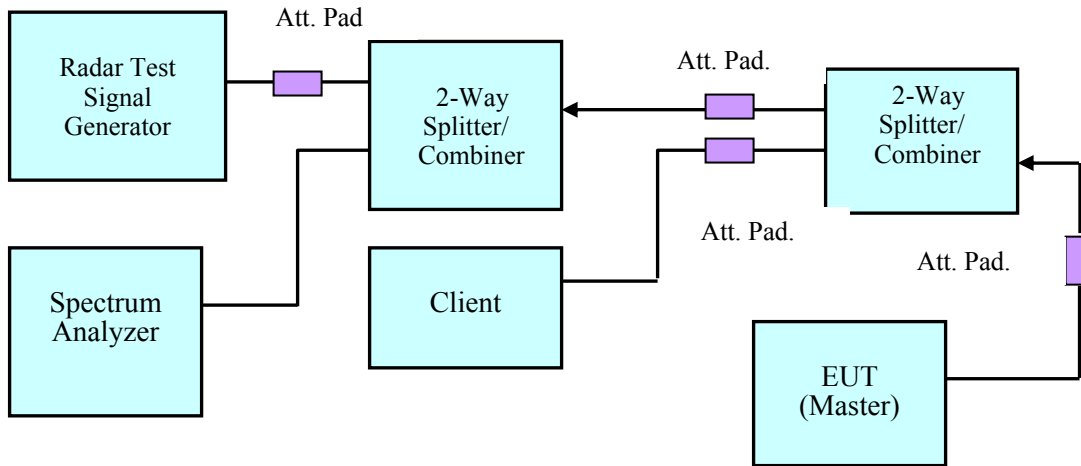 Att. Pad
Radar Test
Signal
Generator
2-Way
Splitter/
Combiner
Att. Pad.
2-Way
Splitter/
Combiner
Att. Pad.
Att. Pad.
Spectrum
Analyzer
Client
EUT
(Master)